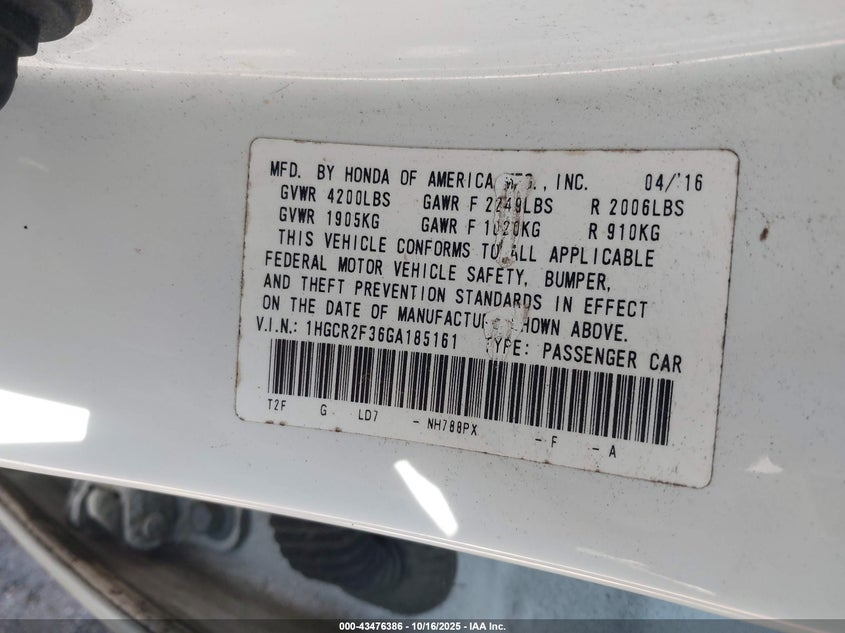 MFD. BY HONDA OF AMERICA MFG., INC. 04/'16
GVWR 4200LBS GAWR F 2249LBS R 2006LBS
GVWR 1905KG GAWR F 1020KG R 910KG
THIS VEHICLE CONFORMS TO ALL APPLICABLE
FEDERAL MOTOR VEHICLE SAFETY, BUMPER,
AND THEFT PREVENTION STANDARDS IN EFFECT
ON THE DATE OF MANUFACTURE SHOWN ABOVE.
V.I.N.: 1HGCR2F36GA185161 TYPE: PASSENGER CAR
T2F G LD7 - NH788PX - F - A
000-43476386 - 10/16/2025 - IAA Inc.